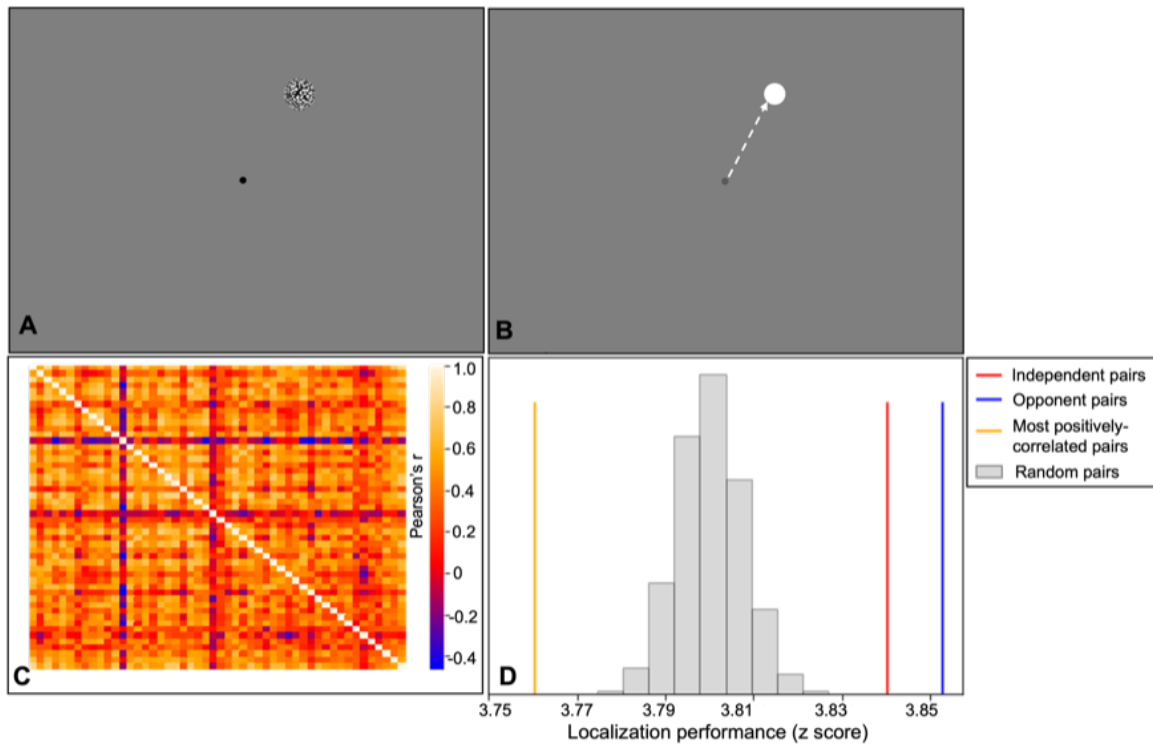 A
B
1.0
0.8
-0.6
-0.4
0.2
0
-0.2
-0.4
Pearson's r
C
D
3.75
3.77
3.79
3.81
3.83
3.85
Localization performance (z score)
Independent pairs
Opponent pairs
Most positively-
correlated pairs
Random pairs